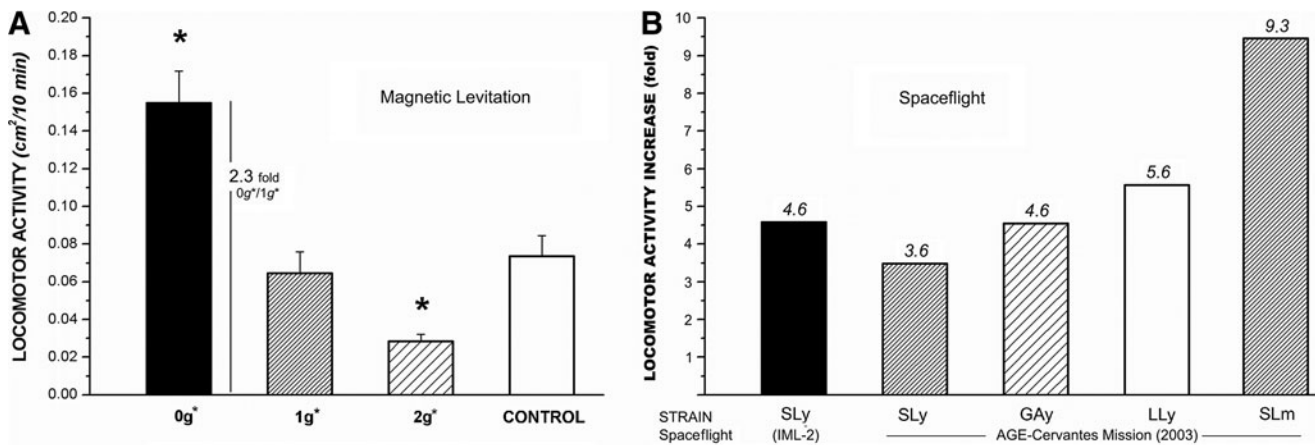 A
LOCOMOTOR ACTIVITY (cm²/10 min)
0.20
0.18
0.16
0.14
0.12
0.10
0.08
0.06
0.04
0.02
0.00
*
Magnetic Levitation
2.3 fold
0g*/1g*
*
0g*
1g*
2g*
CONTROL
B
LOCOMOTOR ACTIVITY INCREASE (fold)
10
9
8
7
6
5
4
3
2
1
Spaceflight
4.6
3.6
4.6
5.6
9.3
STRAIN SLy SLy GAy LLy SLm
Spaceflight (IML-2) AGE-Cervantes Mission (2003)